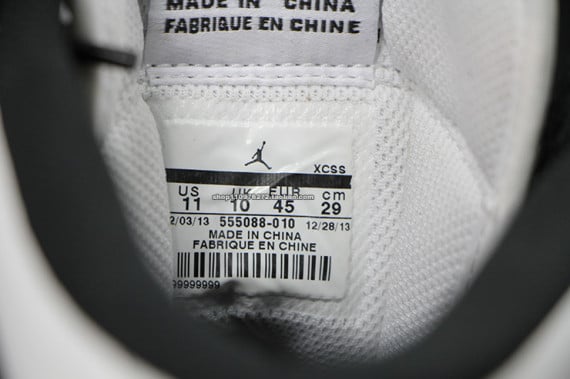 MADE IN CHINA
FABRIQUE EN CHINE
XCSS
US UK EUR cm
11 10 45 29
2/03/13 555088-010 12/28/13
MADE IN CHINA
FABRIQUE EN CHINE
99999999